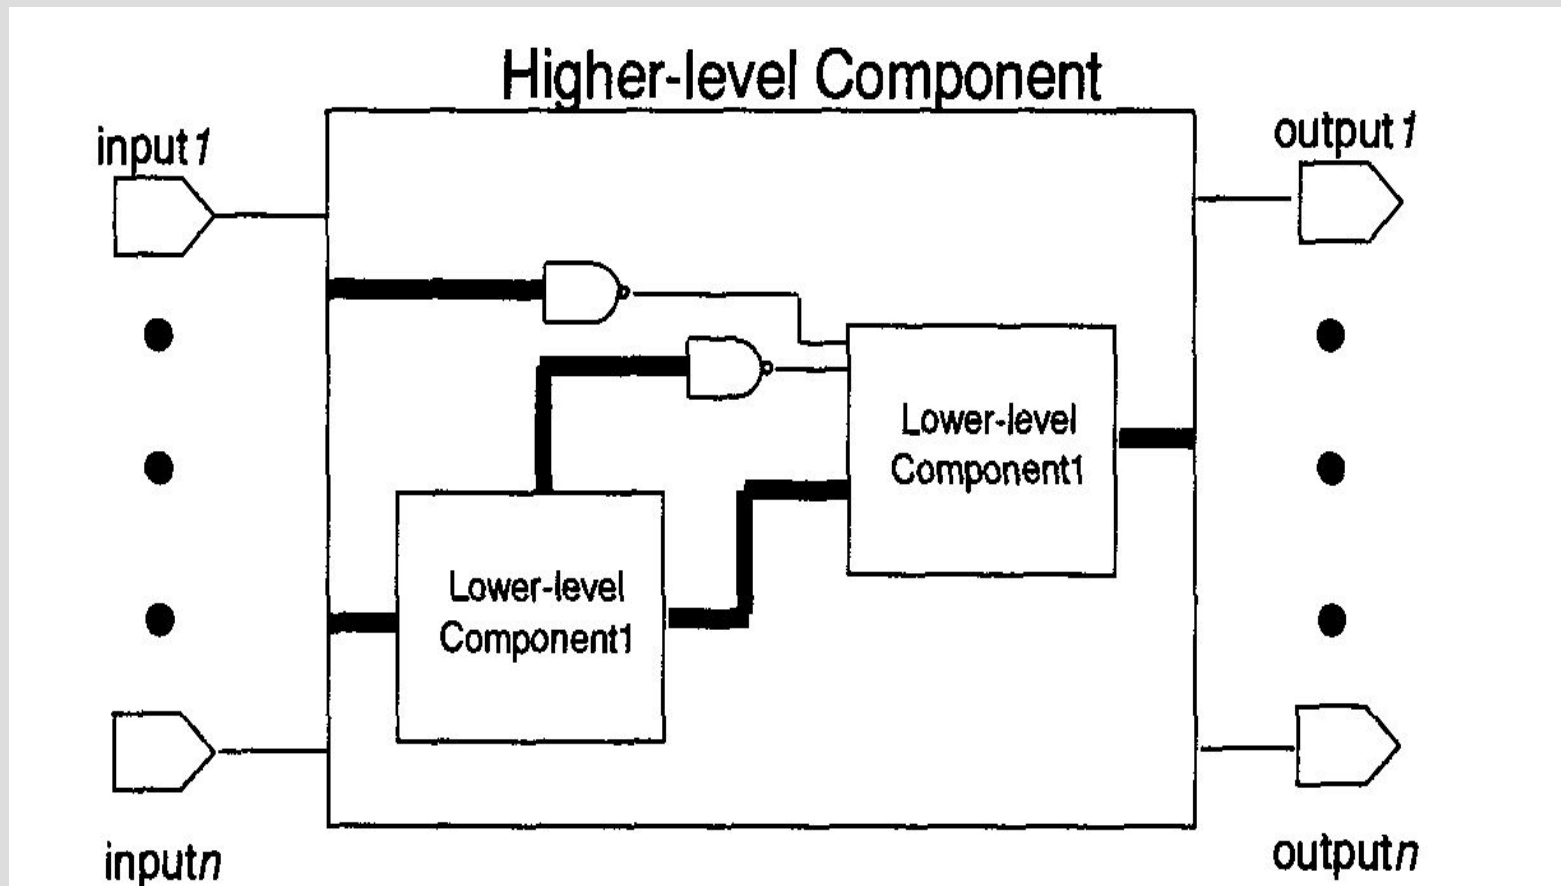 Higher-level Component
input1
output1
Lower-level
Component1
Lower-level
Component1
inputn
outputn